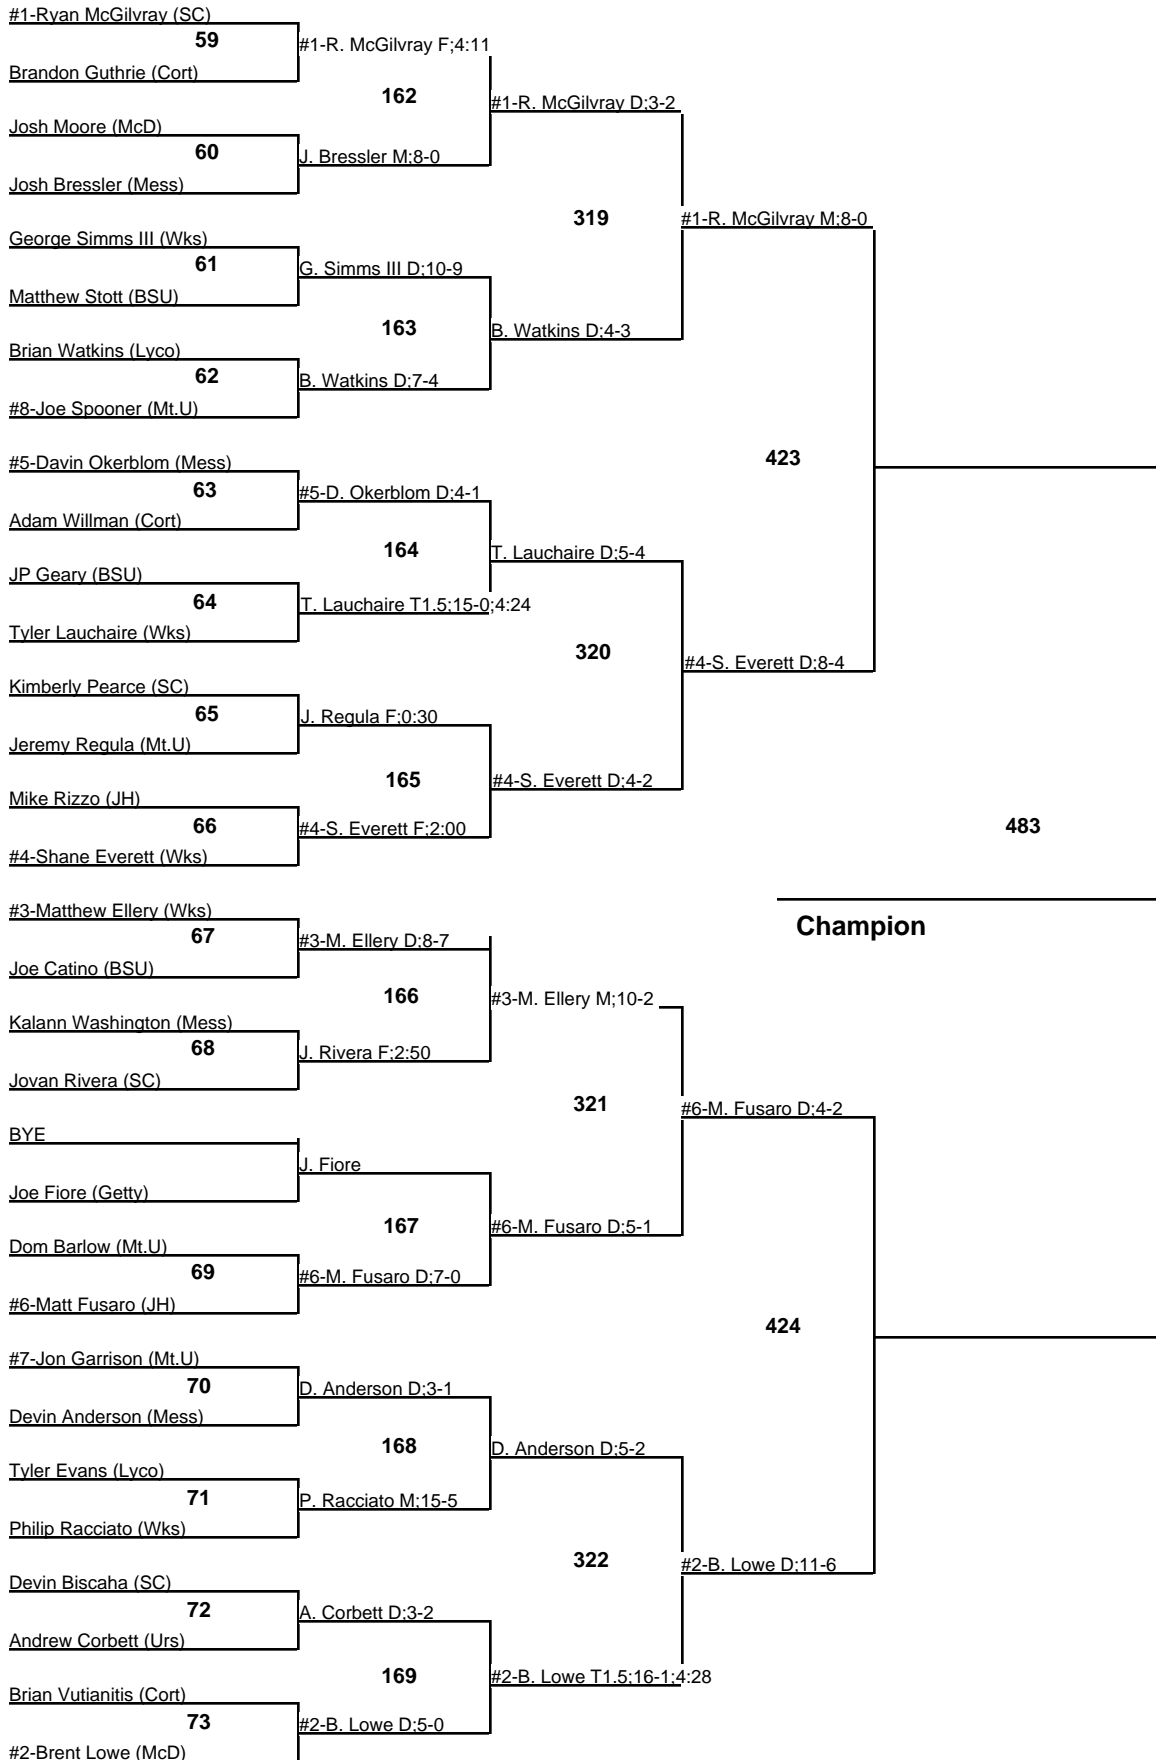 #1-Ryan McGilvray (SC)
59
#1-R. McGilvray F;4:11
Brandon Guthrie (Cort)
162
#1-R. McGilvray D;3-2
Josh Moore (McD)
60
J. Bressler M;8-0
Josh Bressler (Mess)
319
#1-R. McGilvray M;8-0
George Simms III (Wks)
61
G. Simms III D;10-9
Matthew Stott (BSU)
163
B. Watkins D;4-3
Brian Watkins (Lyco)
62
B. Watkins D;7-4
#8-Joe Spooner (Mt.U)
423
#5-Davin Okerblom (Mess)
63
#5-D. Okerblom D;4-1
Adam Willman (Cort)
164
T. Lauchaire D;5-4
JP Geary (BSU)
64
T. Lauchaire T1.5;15-0;4:24
Tyler Lauchaire (Wks)
320
#4-S. Everett D;8-4
Kimberly Pearce (SC)
65
J. Regula F;0:30
Jeremy Regula (Mt.U)
165
#4-S. Everett D;4-2
Mike Rizzo (JH)
66
#4-S. Everett F;2:00
483
#4-Shane Everett (Wks)
#3-Matthew Ellery (Wks)
Champion
67
#3-M. Ellery D;8-7
Joe Catino (BSU)
166
#3-M. Ellery M;10-2
Kalann Washington (Mess)
68
J. Rivera F;2:50
Jovan Rivera (SC)
321
#6-M. Fusaro D;4-2
BYE
J. Fiore
Joe Fiore (Getty)
167
#6-M. Fusaro D;5-1
Dom Barlow (Mt.U)
69
#6-M. Fusaro D;7-0
#6-Matt Fusaro (JH)
424
#7-Jon Garrison (Mt.U)
70
D. Anderson D;3-1
Devin Anderson (Mess)
168
D. Anderson D;5-2
Tyler Evans (Lyco)
71
P. Racciato M;15-5
Philip Racciato (Wks)
322
#2-B. Lowe D;11-6
Devin Biscaha (SC)
72
A. Corbett D;3-2
Andrew Corbett (Urs)
169
#2-B. Lowe T1.5;16-1;4:28
Brian Vutianitis (Cort)
73
#2-B. Lowe D;5-0
#2-Brent Lowe (McD)